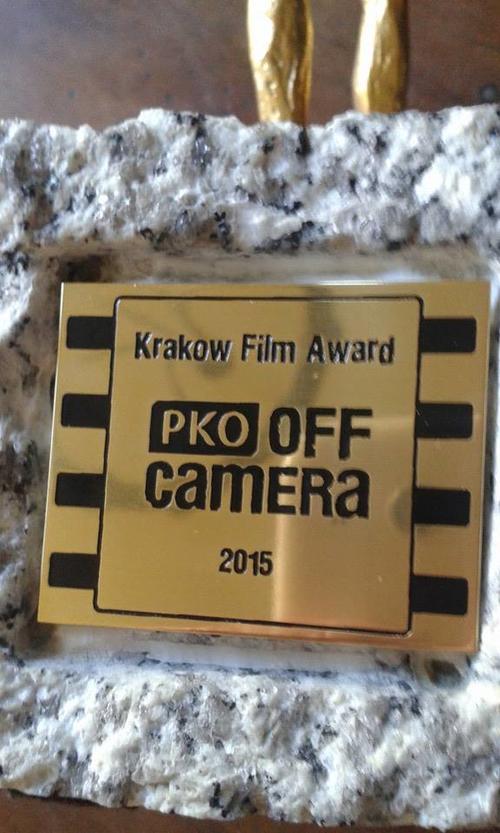 Krakow Film Award
PKO OFF
camERa
2015